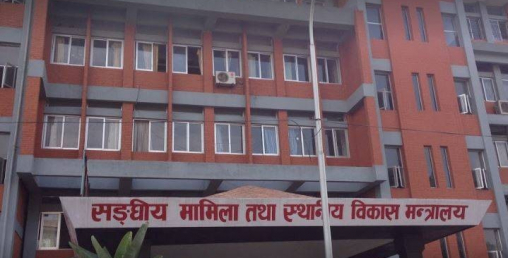 सङ्घीय मामिला तथा स्थानीय विकास मन्त्रालय